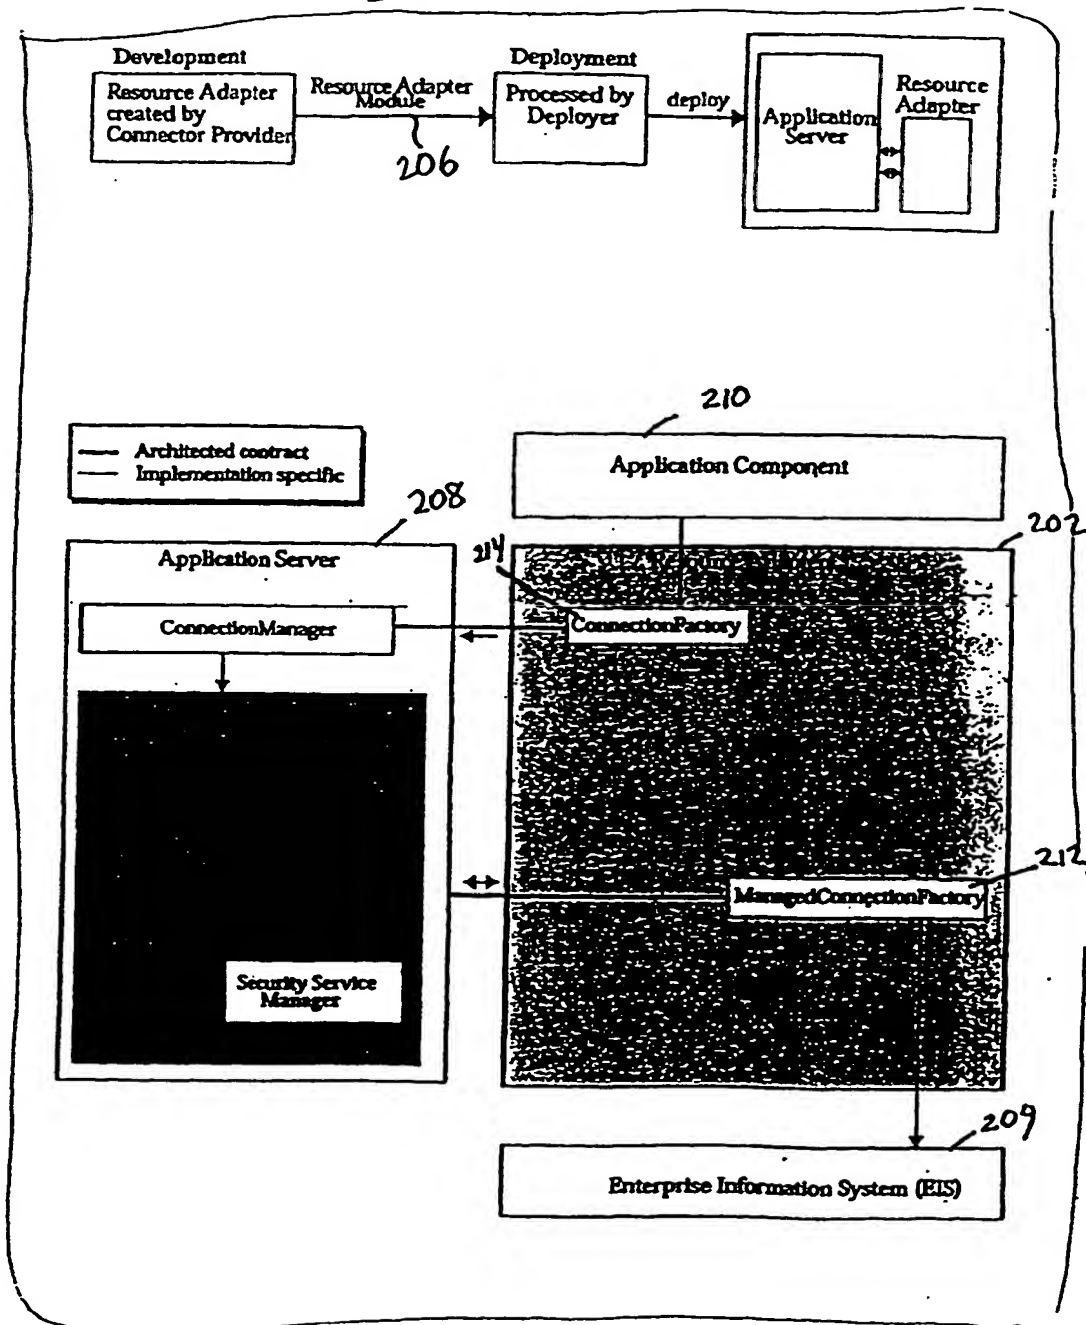 Development
Resource Adapter
created by
Connector Provider
Resource Adapter
Module
206
Deployment
Processed by
Deployer
deploy
Application
Server
Resource
Adapter
210
Architected contract
Implementation specific
Application Component
208
202
Application Server
214
ConnectionManager
ConnectionFactory
212
ManagedConnectionFactory
Security Service
Manager
209
Enterprise Information System (EIS)